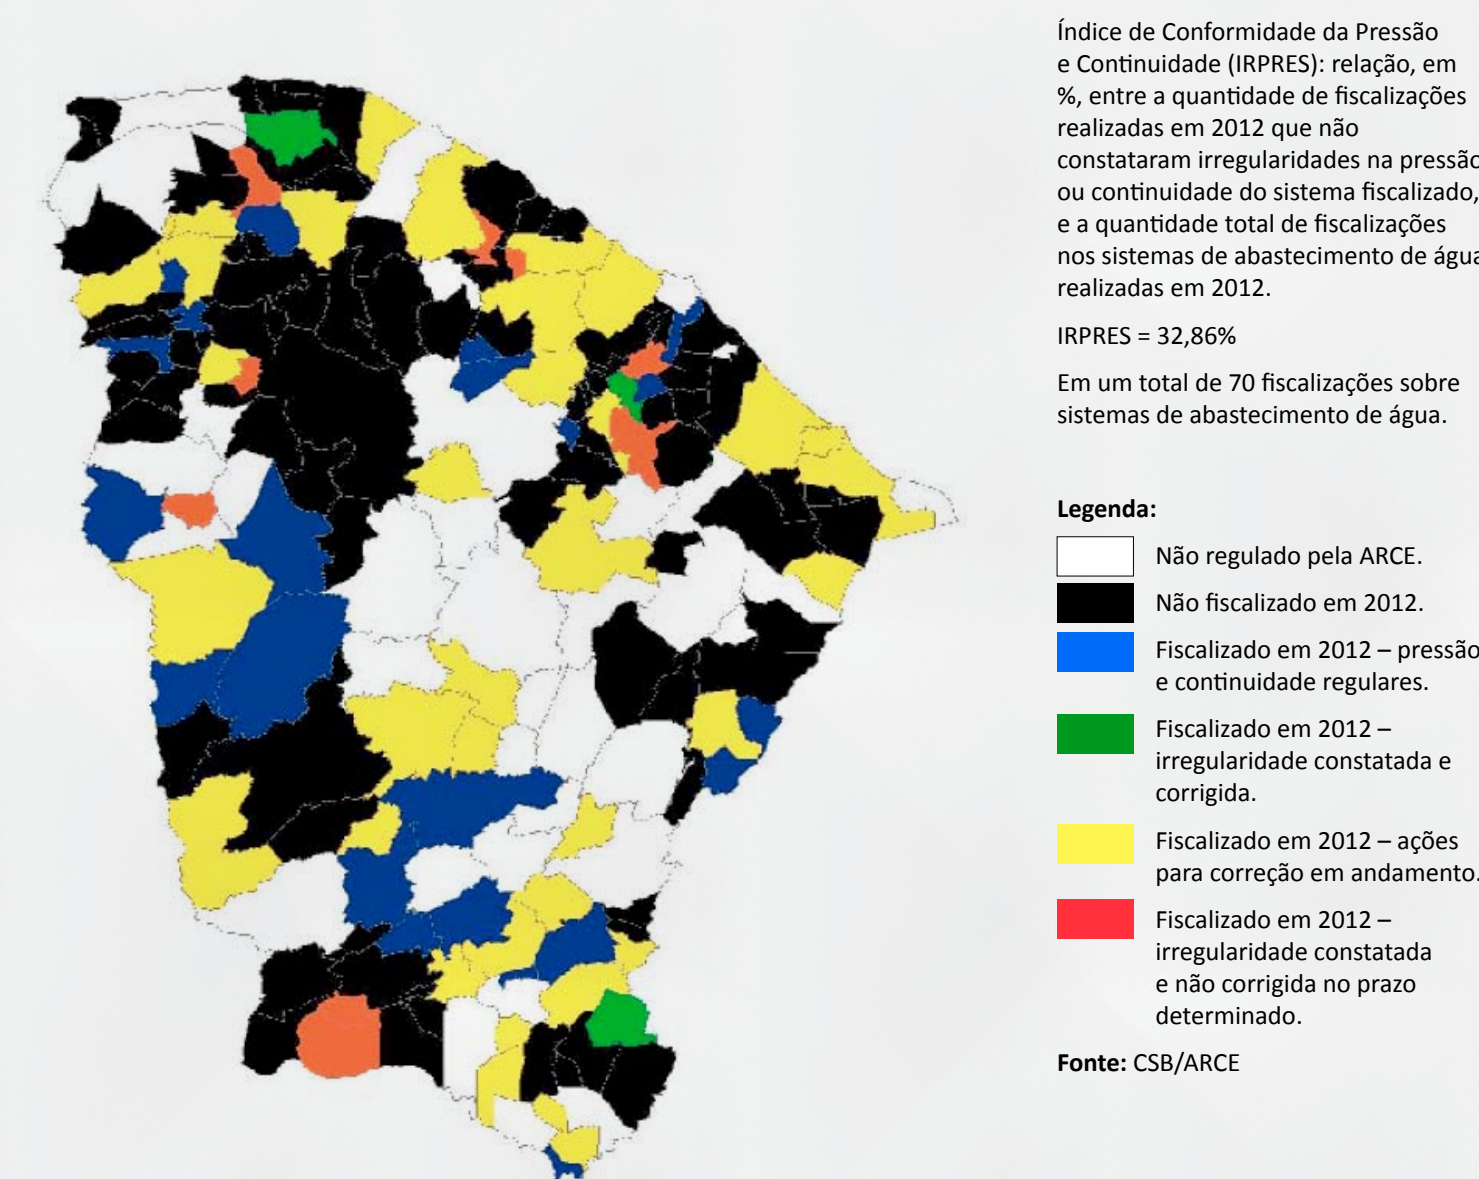 Índice de Conformidade da Pressão
e Continuidade (IRPRES): relação, em
%, entre a quantidade de fiscalizações
realizadas em 2012 que não
constataram irregularidades na pressão
ou continuidade do sistema fiscalizado,
e a quantidade total de fiscalizações
nos sistemas de abastecimento de água
realizadas em 2012.
IRPRES = 32,86%
Em um total de 70 fiscalizações sobre
sistemas de abastecimento de água.
Legenda:
Não regulado pela ARCE.
Não fiscalizado em 2012.
Fiscalizado em 2012 – pressão
e continuidade regulares.
Fiscalizado em 2012 –
irregularidade constatada e
corrigida.
Fiscalizado em 2012 – ações
para correção em andamento.
Fiscalizado em 2012 –
irregularidade constatada
e não corrigida no prazo
determinado.
Fonte: CSB/ARCE